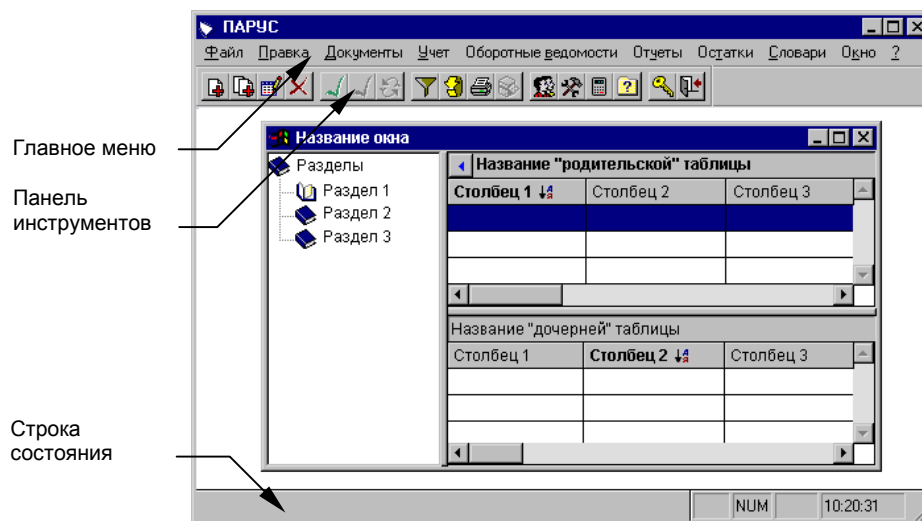 ПАРУС
Файл Правка Документы Учет Оборотные ведомости Отчеты Остатки Словари Окно ?
Главное меню
Название окна
Разделы
Название "родительской" таблицы
Панель инструментов
Раздел 1
Столбец 1 Столбец 2 Столбец 3
Раздел 2
Раздел 3
Название "дочерней" таблицы
Столбец 1 Столбец 2 Столбец 3
Строка состояния
NUM 10:20:31